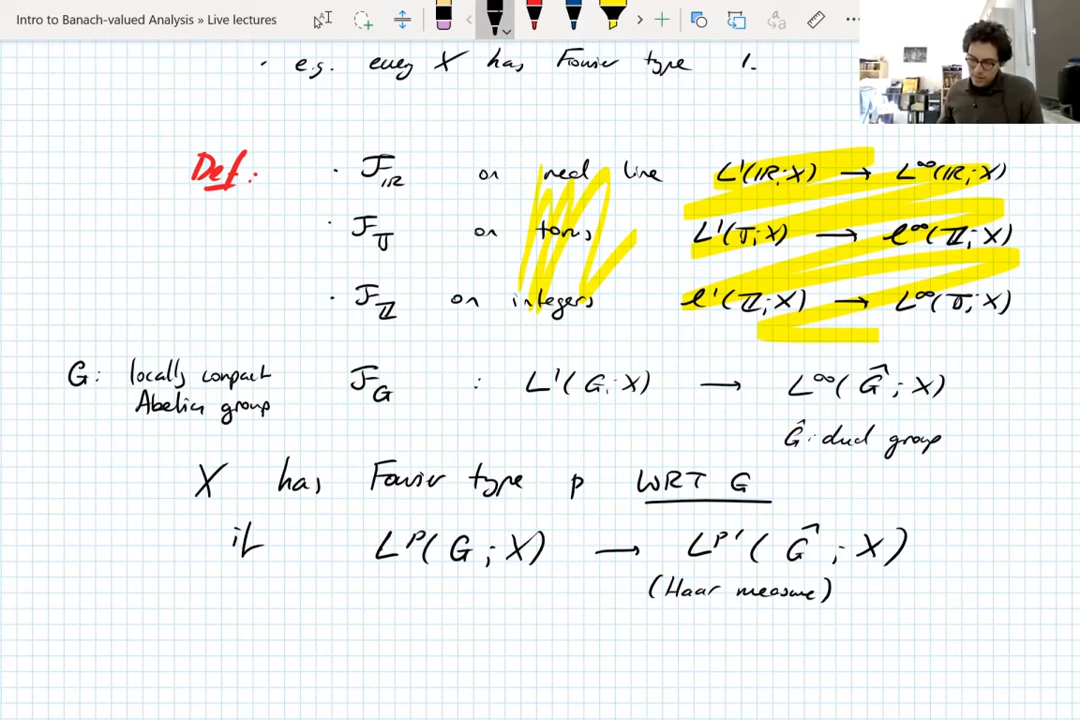 Intro to Banach-valued Analysis » Live lectures
· e.g. every X has Fourier type 1.
Def: · ℱ_ℝ on real line L¹(ℝ; X) → L^∞(ℝ; X)
· ℱ_𝕋 on torus L¹(𝕋; X) → ℓ^∞(ℤ; X)
· ℱ_ℤ on integers ℓ¹(ℤ; X) → L^∞(𝕋; X)
G: locally compact Abelian group ℱ_G : L¹(G; X) → L^∞(Ĝ; X)
Ĝ: dual group
X has Fourier type p WRT G
if L^p(G; X) → L^p'(Ĝ; X)
(Haar measure)